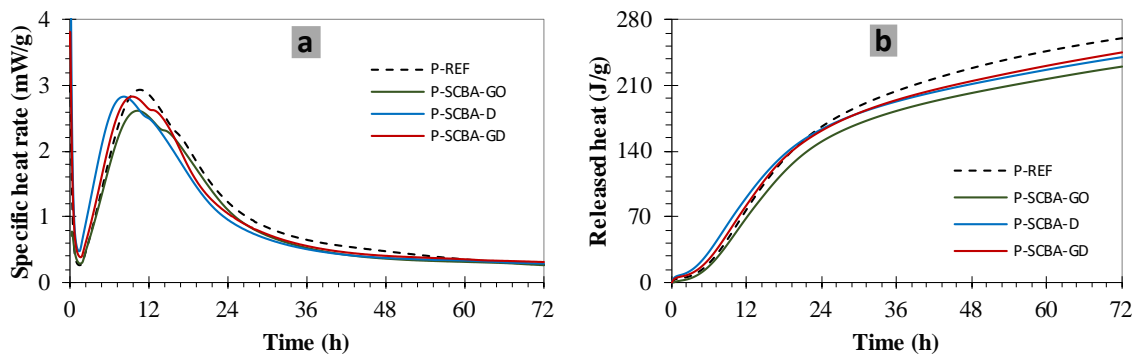 a
Specific heat rate (mW/g)
4
3
2
1
0
P-REF
P-SCBA-GO
P-SCBA-D
P-SCBA-GD
0 12 24 36 48 60 72
Time (h)
b
Released heat (J/g)
280
210
140
70
0
P-REF
P-SCBA-GO
P-SCBA-D
P-SCBA-GD
0 12 24 36 48 60 72
Time (h)